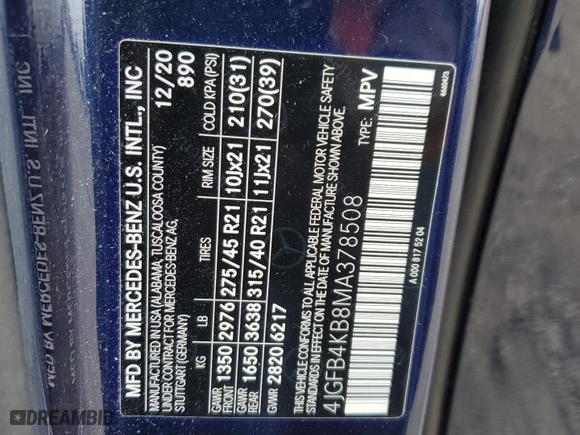 MFD BY MERCEDES-BENZ U.S. INTL., INC 12/20
MANUFACTURED IN USA (ALABAMA, TUSCALOOSA COUNTY) 890
UNDER CONTRACT FOR MERCEDES-BENZ AG,
STUTTGART (GERMANY)
KG LB TIRES RIM SIZE COLD KPA (PSI)
GAWR FRONT 1350 2976 275/45 R21 10Jx21 210(31)
GAWR REAR 1650 3638 315/40 R21 11Jx21 270(39)
GVWR 2820 6217
THIS VEHICLE CONFORMS TO ALL APPLICABLE FEDERAL MOTOR VEHICLE SAFETY
STANDARDS IN EFFECT ON THE DATE OF MANUFACTURE SHOWN ABOVE.
4JGFB4KB8MA378508 TYPE: MPV
A 000 817 52 04
DREAMBID